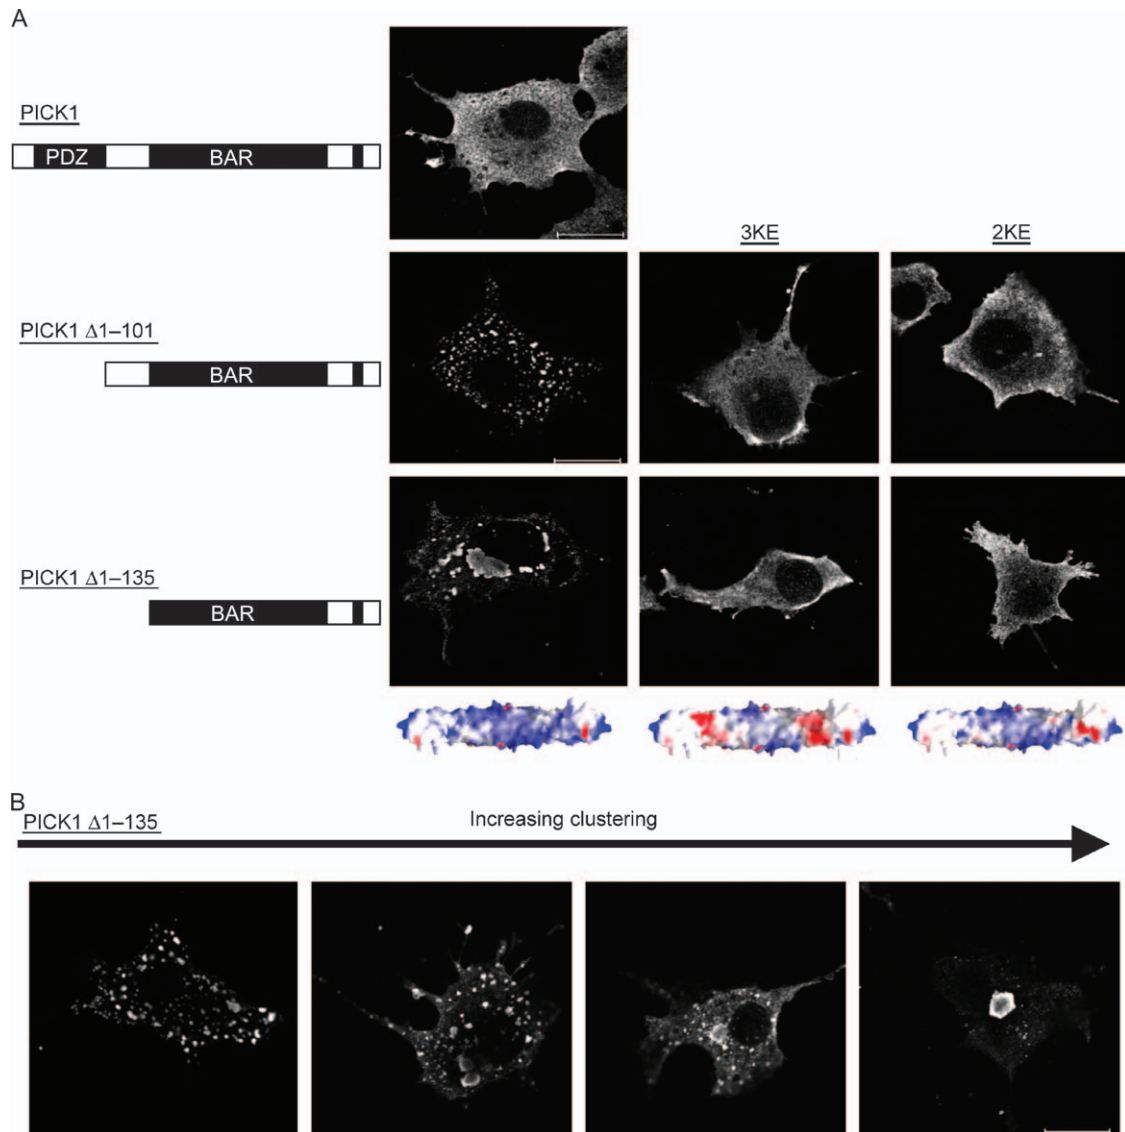 A
PICK1
PDZ BAR
3KE 2KE
PICK1 Δ1–101
BAR
PICK1 Δ1–135
BAR
B
PICK1 Δ1–135
Increasing clustering